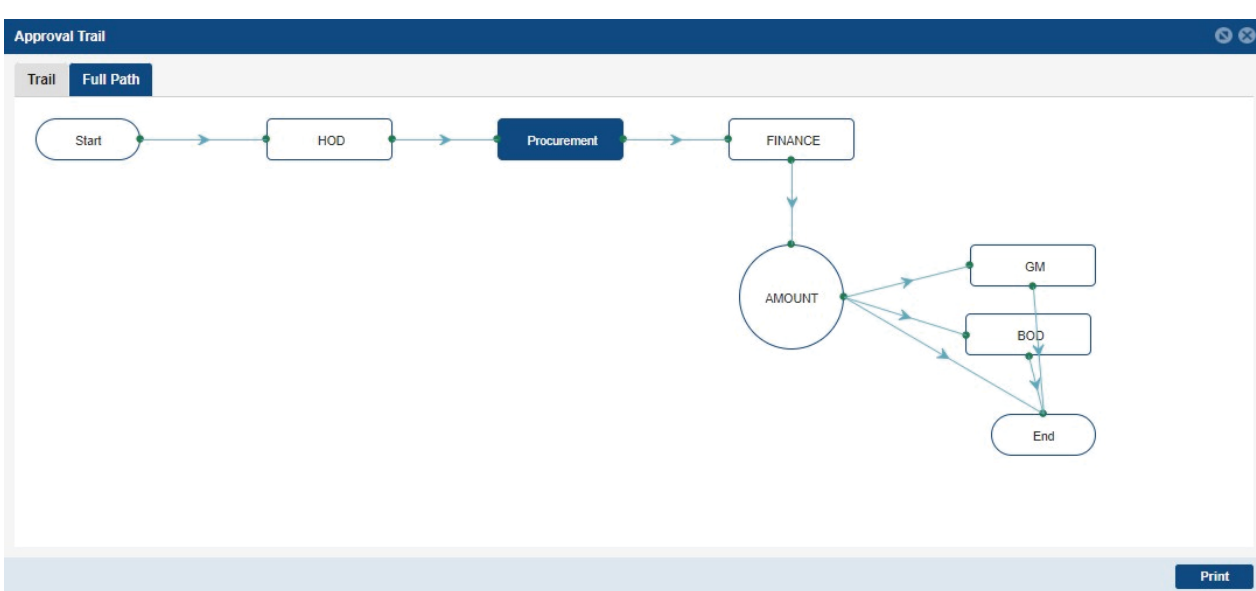 Approval Trail
Trail Full Path
Start HOD Procurement FINANCE
GM
AMOUNT
BOD
End
Print